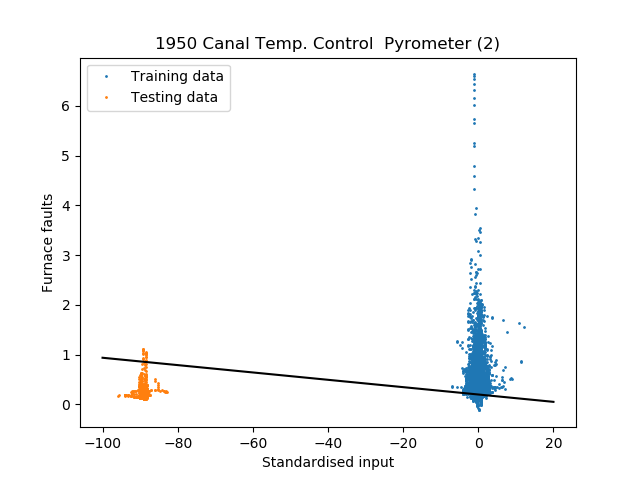 1950 Canal Temp. Control  Pyrometer (2)
Training data
Testing data
Furnace faults
6
5
4
3
2
1
0
−100
−80
−60
−40
−20
0
20
Standardised input